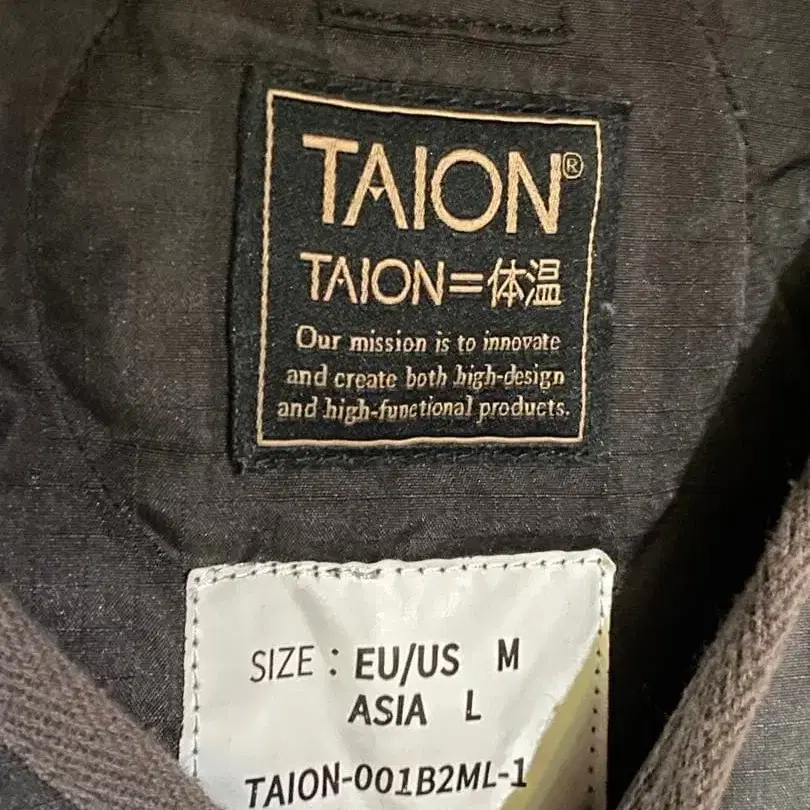 TAION®
TAION=体温
Our mission is to innovate
and create both high-design
and high-functional products.
SIZE : EU/US M
ASIA L
TAION-001B2ML-1